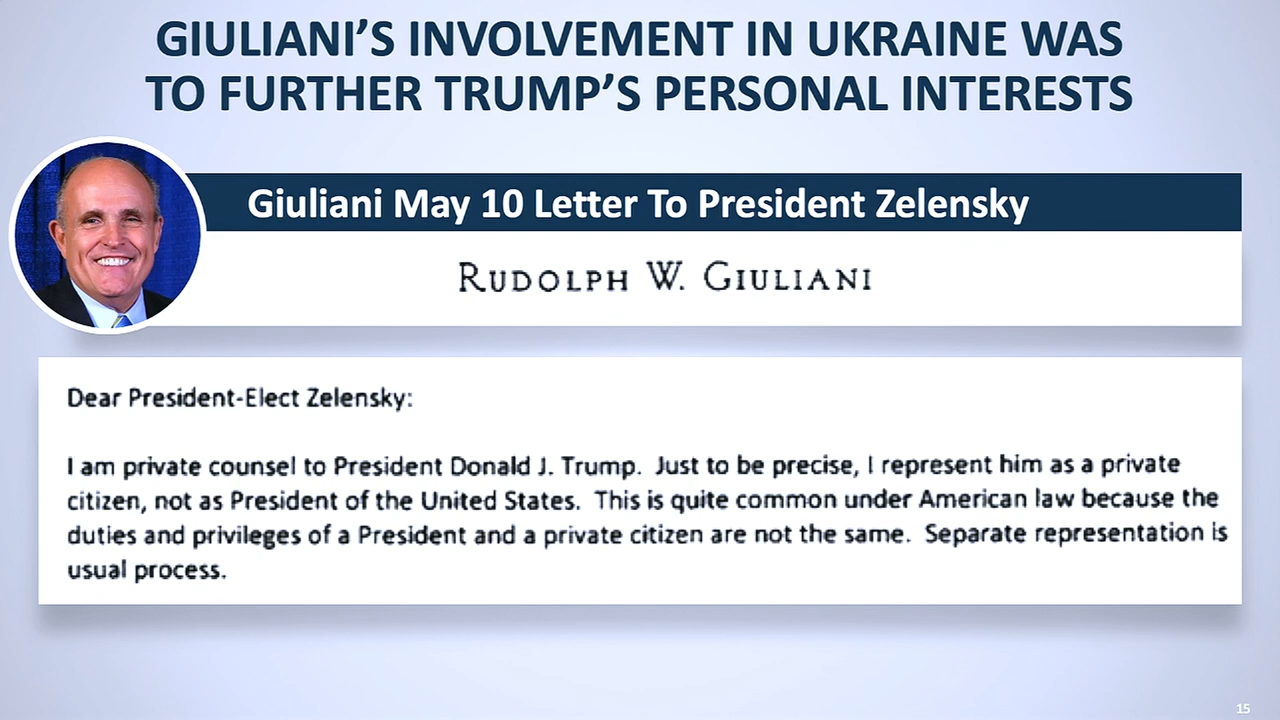 GIULIANI'S INVOLVEMENT IN UKRAINE WAS
TO FURTHER TRUMP'S PERSONAL INTERESTS
Giuliani May 10 Letter To President Zelensky
RUDOLPH W. GIULIANI
Dear President-Elect Zelensky:
I am private counsel to President Donald J. Trump. Just to be precise, I represent him as a private
citizen, not as President of the United States. This is quite common under American law because the
duties and privileges of a President and a private citizen are not the same. Separate representation is
usual process.
15